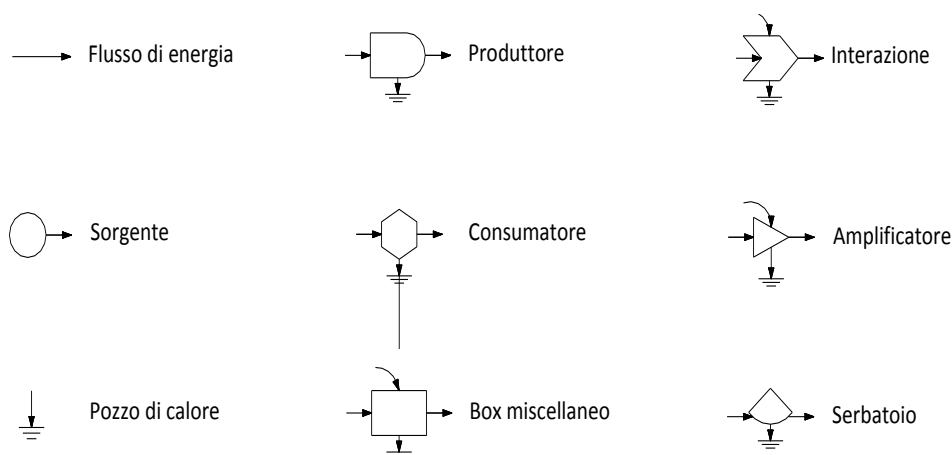 Flusso di energia
Produttore
Interazione
Sorgente
Consumatore
Amplificatore
Pozzo di calore
Box miscellaneo
Serbatoio